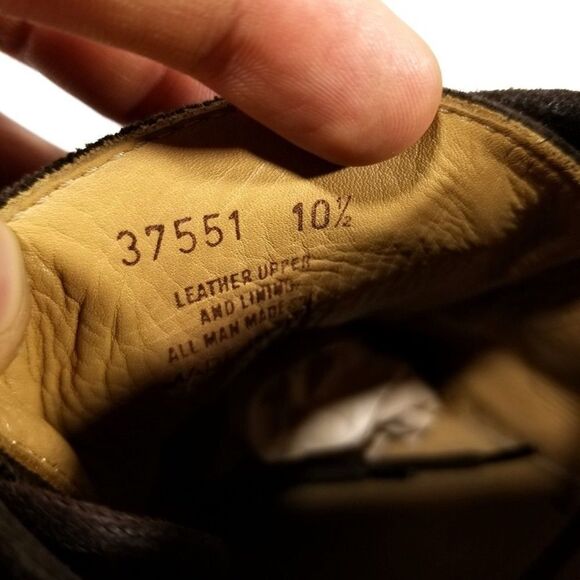 37551 10½
LEATHER UPPER
AND LINING.
ALL MAN MADE